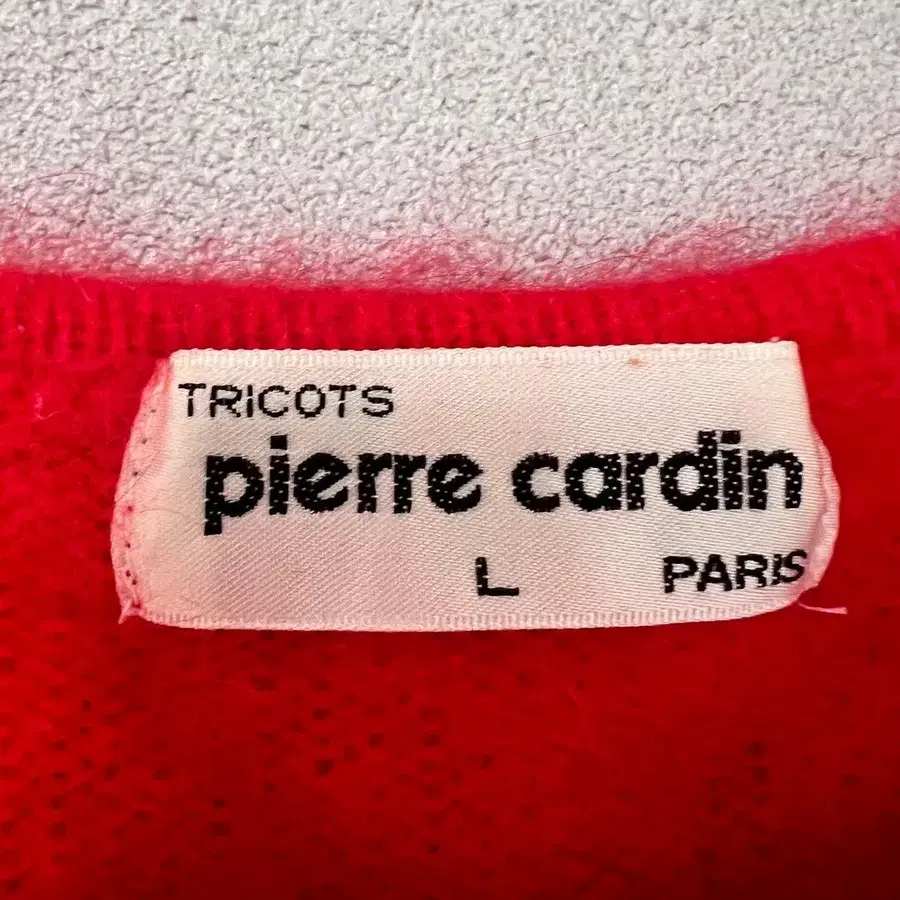 TRICOTS
pierre cardin
L PARIS